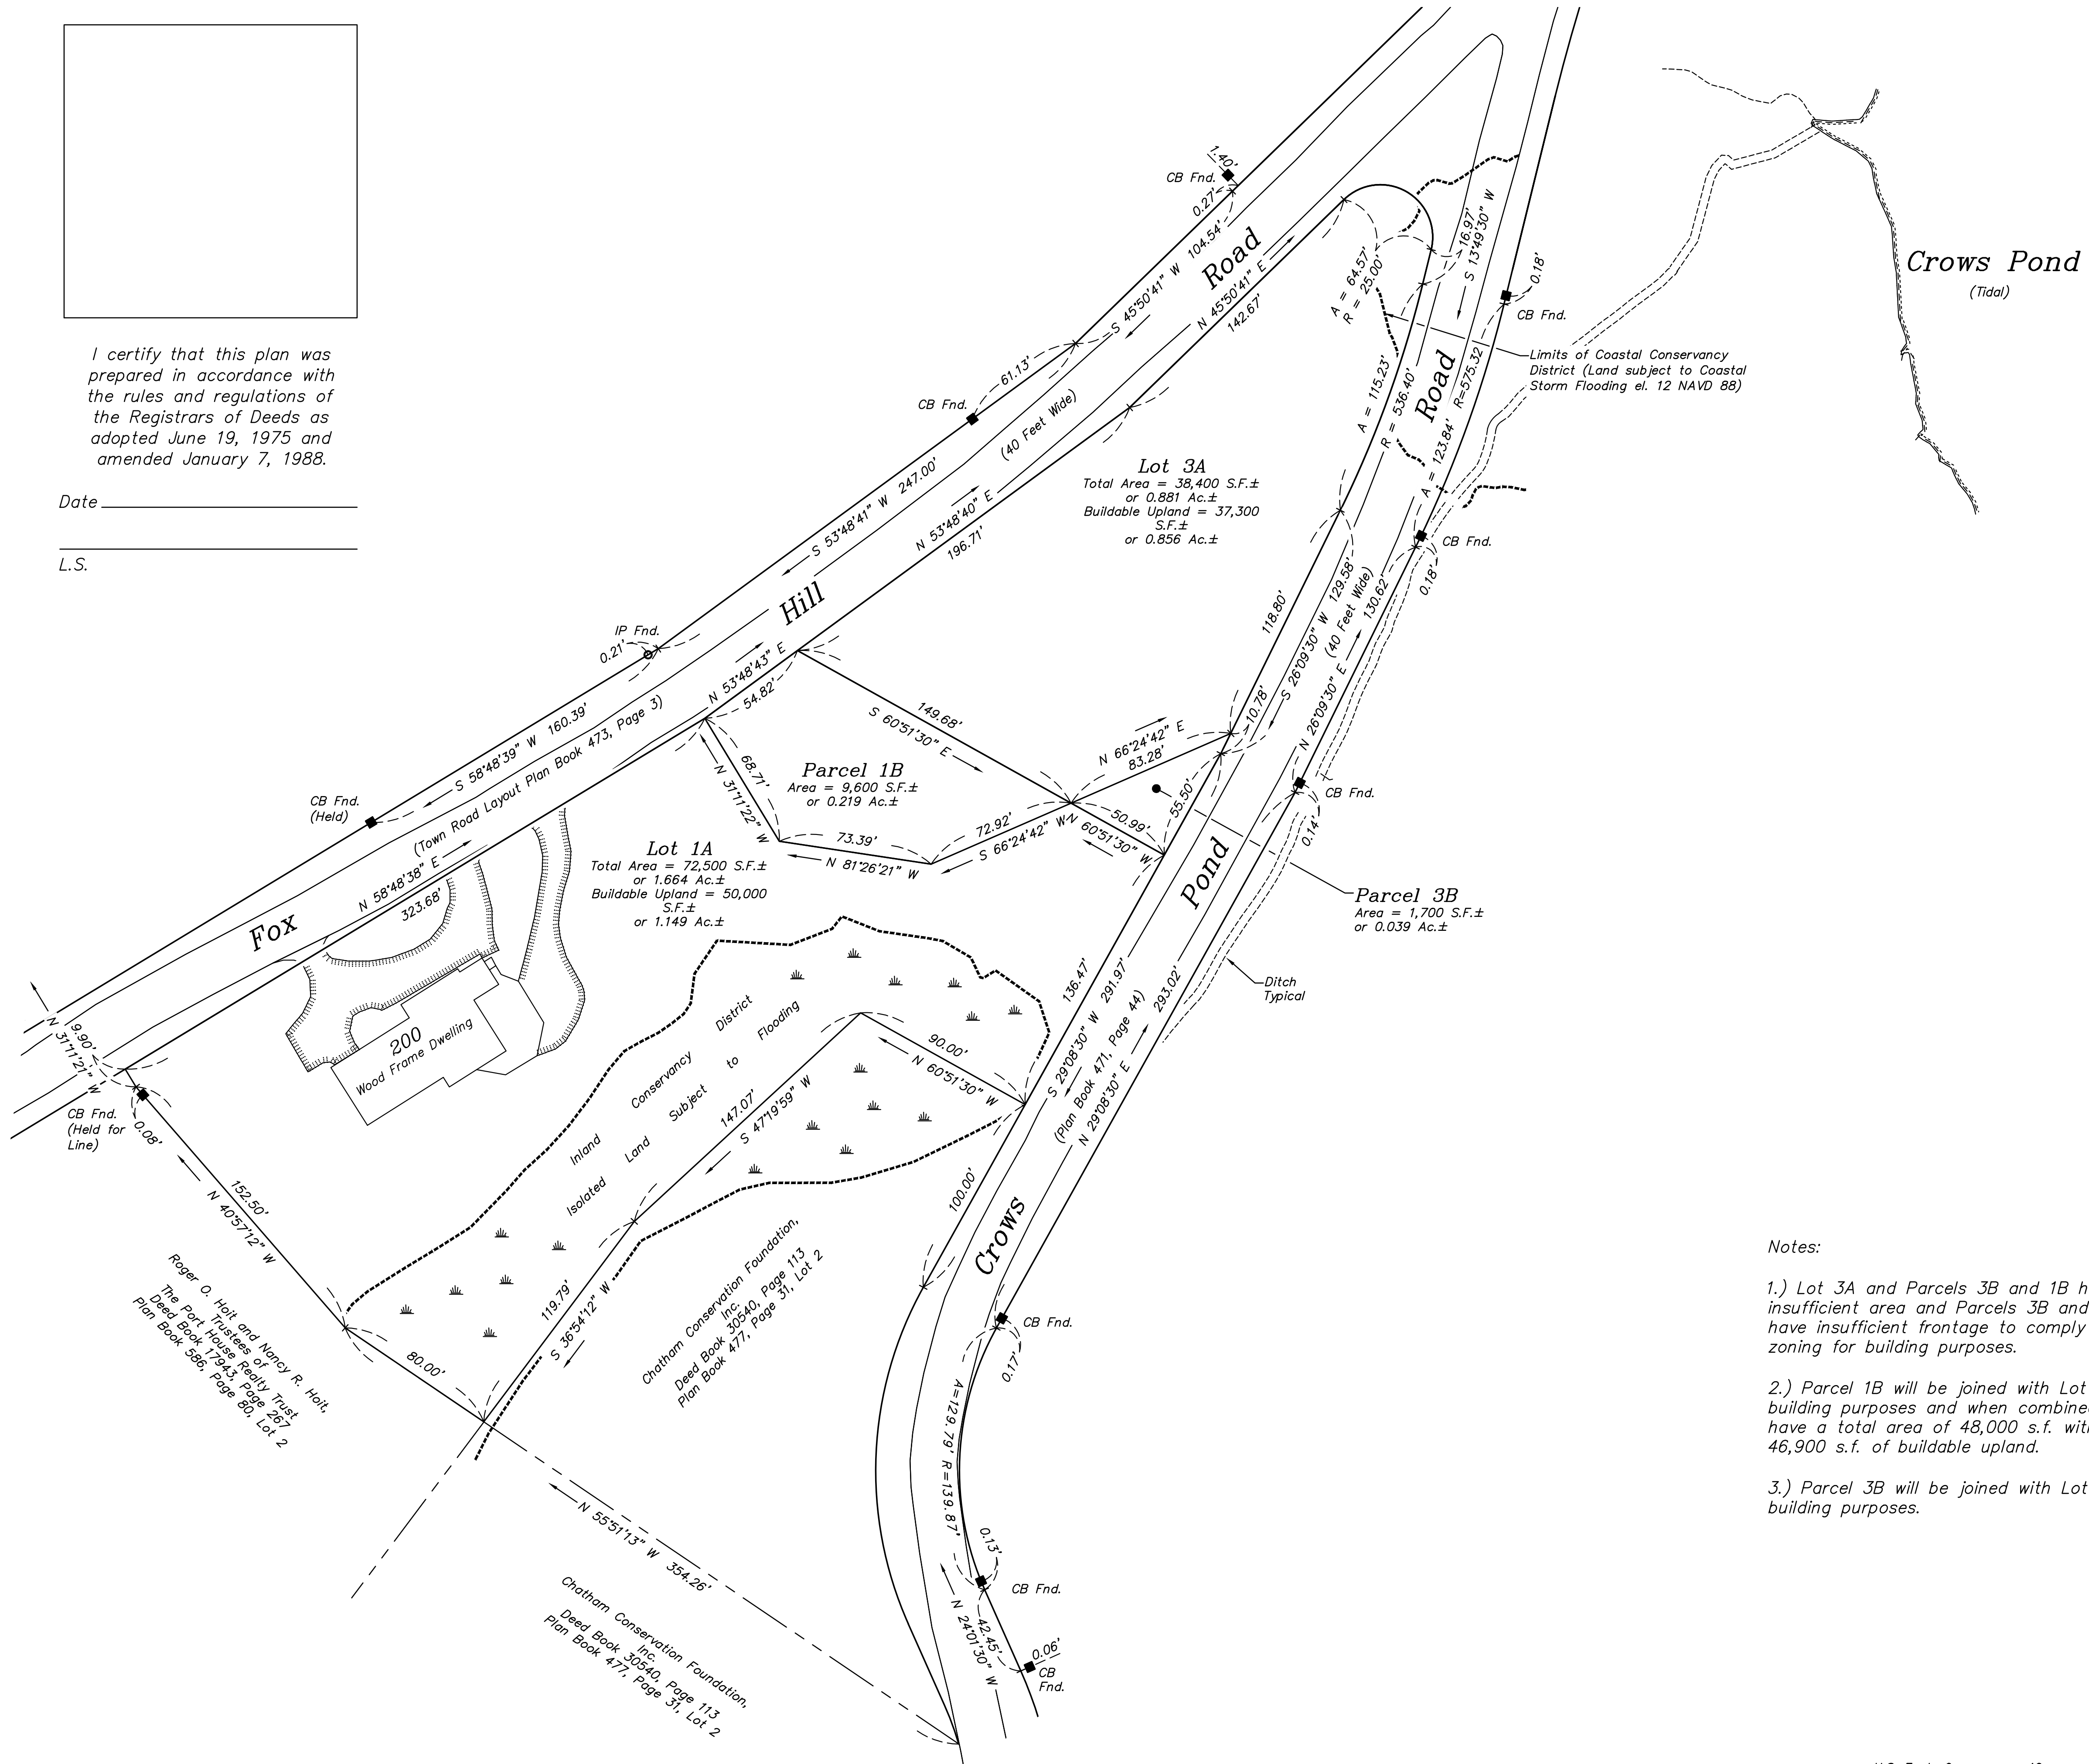 I certify that this plan was
prepared in accordance with
the rules and regulations of
the Registrars of Deeds as
adopted June 19, 1975 and
amended January 7, 1988.
Date
L.S.
1.40'
CB Fnd.
0.27'
S 45°50'41" W 104.54'
Road
N 45°50'41" E
142.67'
61.13'
CB Fnd.
(40 Feet Wide)
S 53°48'41" W 247.00'
N 53°48'40" E
196.71'
Hill
IP Fnd.
0.21'
N 53°48'43" E
54.82'
S 58°48'39" W 160.39'
(Town Road Layout Plan Book 473, Page 3)
CB Fnd.
(Held)
N 58°48'38" E
323.68'
Fox
A = 64.57'
R = 25.00'
16.97'
S 13°49'30" W
0.18'
CB Fnd.
Crows Pond
(Tidal)
Limits of Coastal Conservancy
District (Land subject to Coastal
Storm Flooding el. 12 NAVD 88)
A = 115.23'
R = 536.40'
Road
A = 123.84' R=575.32
Lot 3A
Total Area = 38,400 S.F.±
or 0.881 Ac.±
Buildable Upland = 37,300
S.F.±
or 0.856 Ac.±
CB Fnd.
0.18'
118.80'
S 26°09'30" W 129.58'
(40 Feet Wide)
N 26°09'30" E 130.62'
10.78'
149.68'
S 60°51'30" E
N 66°24'42" E
83.28'
Parcel 1B
Area = 9,600 S.F.±
or 0.219 Ac.±
68.71'
N 31°11'22" W
73.39'
N 81°26'21" W
72.92'
S 66°24'42" W
50.99'
N 60°51'30" W
55.50'
CB Fnd.
0.14'
Pond
Parcel 3B
Area = 1,700 S.F.±
or 0.039 Ac.±
Lot 1A
Total Area = 72,500 S.F.±
or 1.664 Ac.±
Buildable Upland = 50,000
S.F.±
or 1.149 Ac.±
200
Wood Frame Dwelling
136.47'
S 29°08'30" W 291.97'
(Plan Book 471, Page 44)
N 29°08'30" E 293.02'
Ditch
Typical
9.90'
N 31°11'21" W
CB Fnd.
(Held for
Line)
0.08'
Inland Conservancy District
Isolated Land Subject to Flooding
90.00'
N 60°51'30" W
147.07'
S 47°19'59" W
100.00'
152.50'
N 40°57'12" W
Crows
119.79'
S 36°54'12" W
80.00'
Roger O. Hoit and Nancy R. Hoit,
Trustees of
The Port House Realty Trust
Deed Book 17943, Page 267
Plan Book 586, Page 80, Lot 2
Chatham Conservation Foundation,
Inc.
Deed Book 30540, Page 113
Plan Book 477, Page 31, Lot 2
CB Fnd.
0.17'
A=129.79' R=139.87'
N 55°51'13" W 354.26'
Chatham Conservation Foundation,
Inc.
Deed Book 30540, Page 113
Plan Book 477, Page 31, Lot 2
0.13'
CB Fnd.
42.45'
N 24°01'30" W
0.06'
CB
Fnd.
Notes:
1.) Lot 3A and Parcels 3B and 1B h
insufficient area and Parcels 3B and
have insufficient frontage to comply
zoning for building purposes.
2.) Parcel 1B will be joined with Lot
building purposes and when combine
have a total area of 48,000 s.f. wit
46,900 s.f. of buildable upland.
3.) Parcel 3B will be joined with Lot
building purposes.